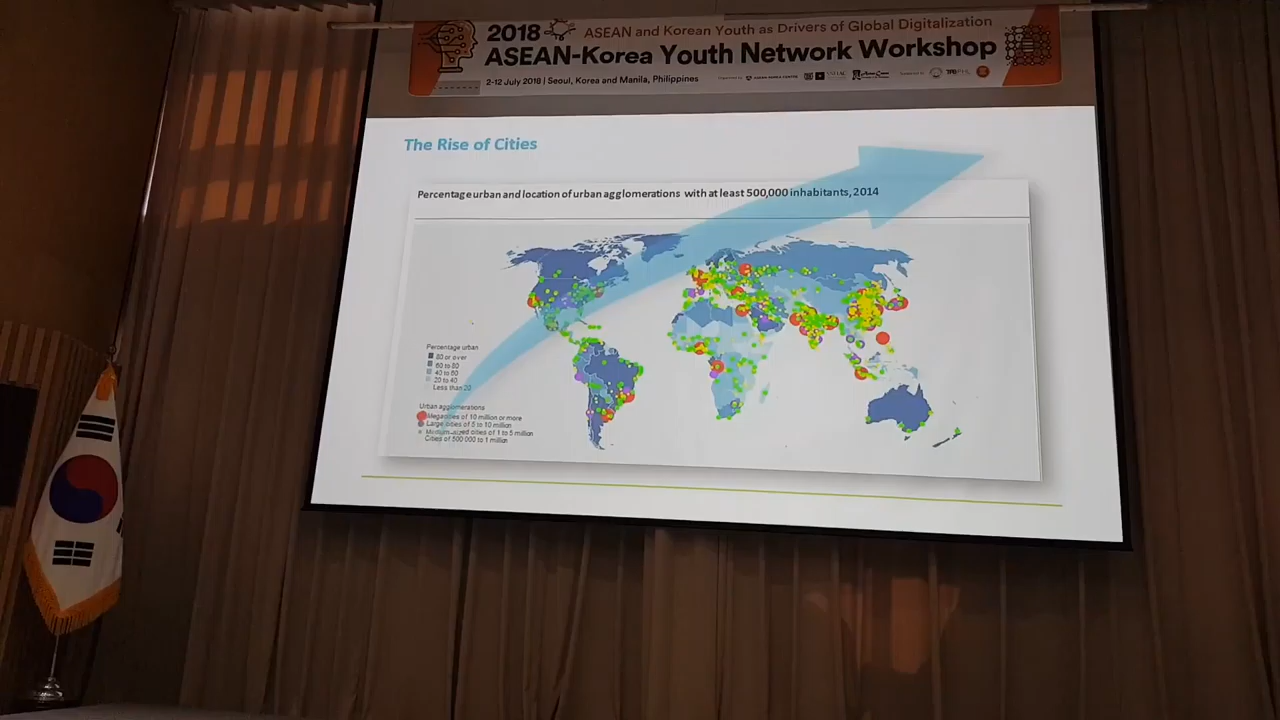 2018 ASEAN and Korean Youth as Drivers of Global Digitalization
ASEAN-Korea Youth Network Workshop
2-12 July 2018 | Seoul, Korea and Manila, Philippines
ASEAN-KOREA CENTRE
The Rise of Cities
Percentage urban and location of urban agglomerations with at least 500,000 inhabitants, 2014
Percentage urban
80 or over
60 to 80
40 to 60
20 to 40
Less than 20
Urban agglomerations
Megacities of 10 million or more
Large cities of 5 to 10 million
Medium-sized cities of 1 to 5 million
Cities of 500 000 to 1 million